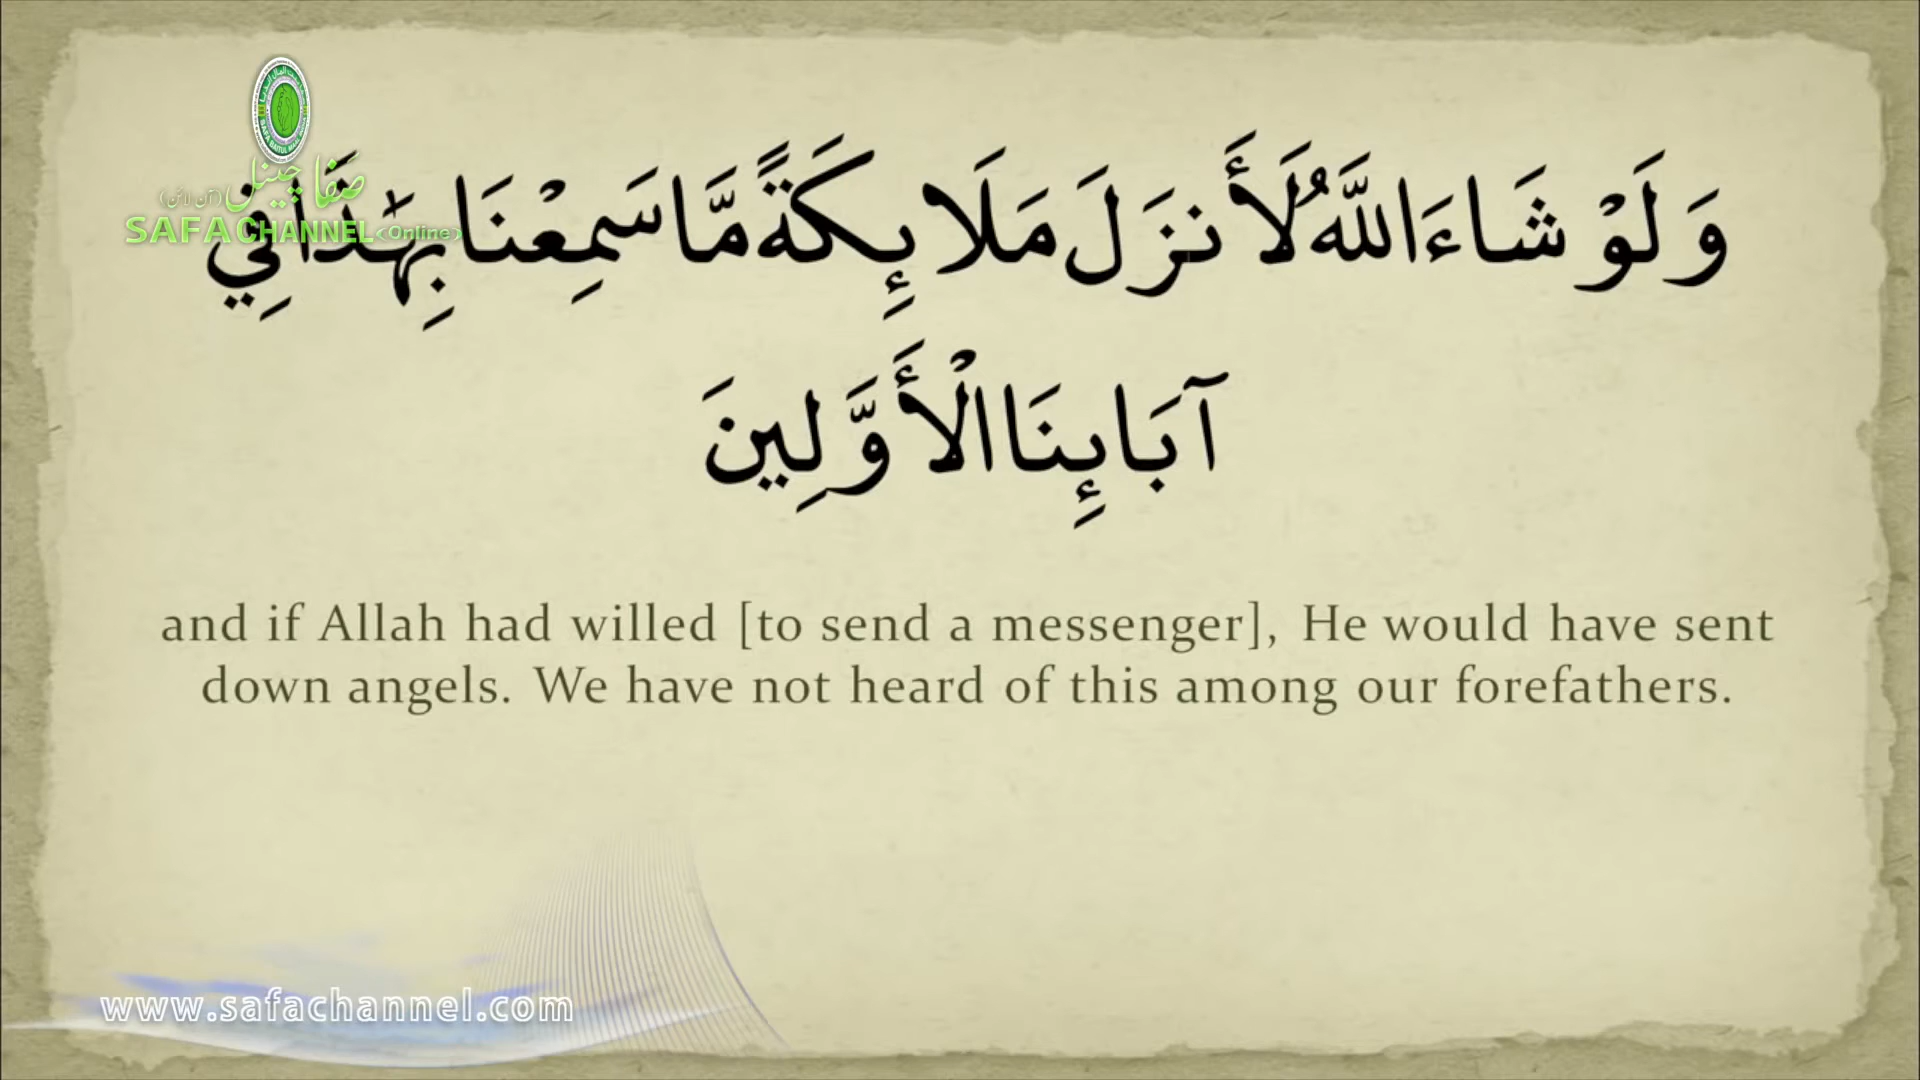 صفا چینل
(آن لائن)
SAFA CHANNEL <Online>
وَلَوْ شَاءَ اللَّهُ لَأَنزَلَ مَلَائِكَةً مَّا سَمِعْنَا بِهَٰذَا فِي
آبَائِنَا الْأَوَّلِينَ
and if Allah had willed [to send a messenger], He would have sent
down angels. We have not heard of this among our forefathers.
www.safachannel.com